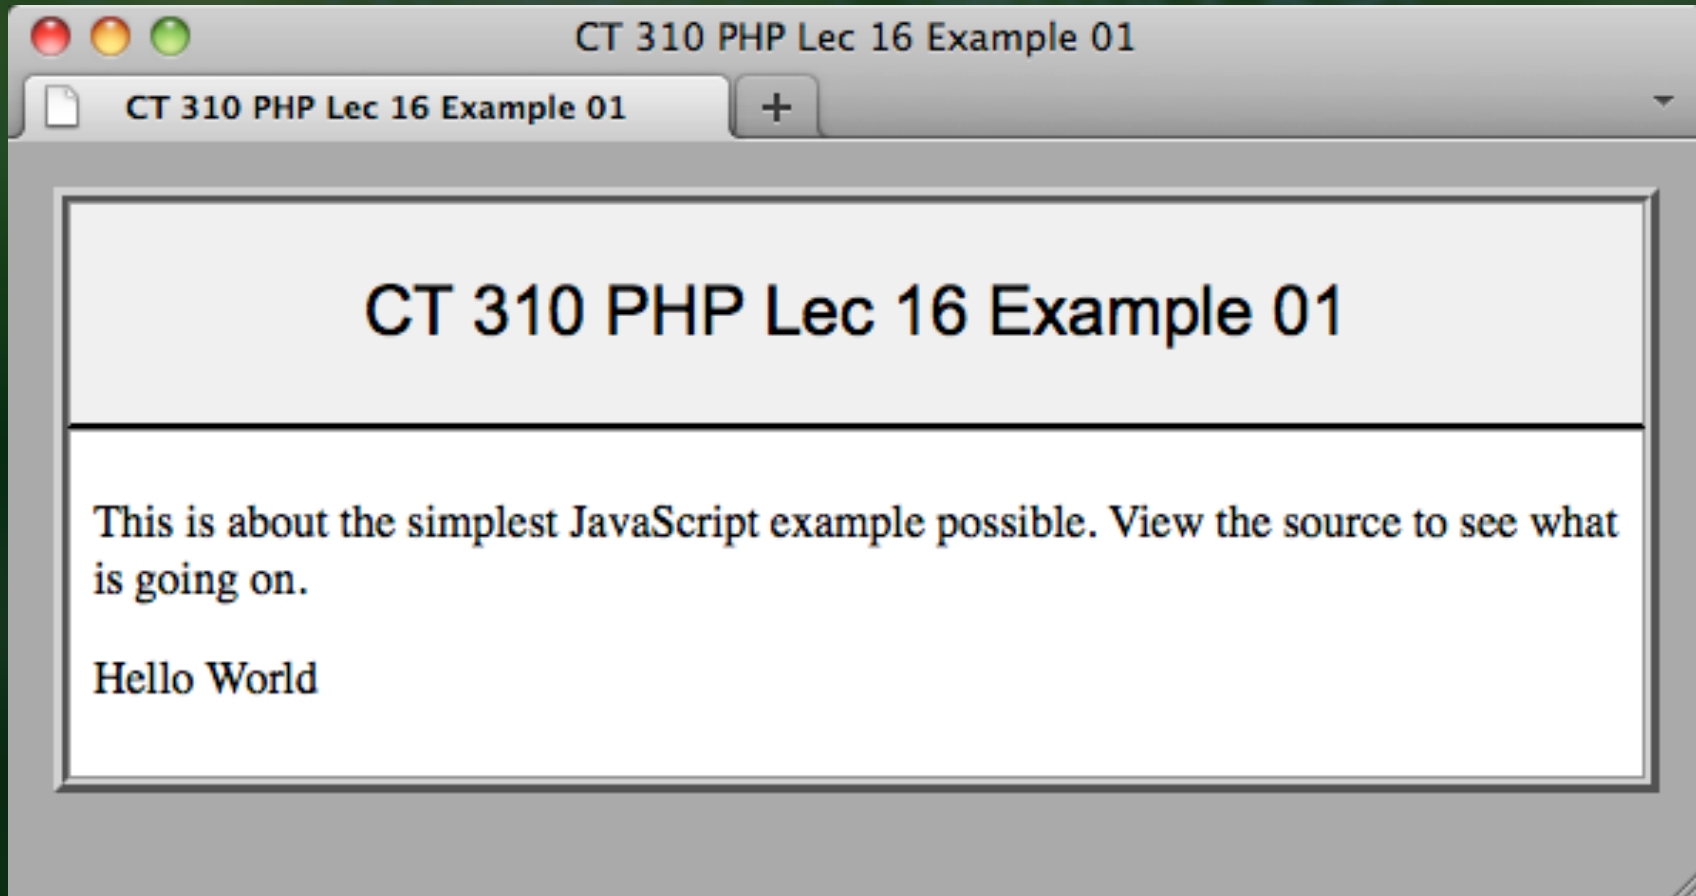 CT 310 PHP Lec 16 Example 01
CT 310 PHP Lec 16 Example 01
CT 310 PHP Lec 16 Example 01
This is about the simplest JavaScript example possible. View the source to see what
is going on.
Hello World